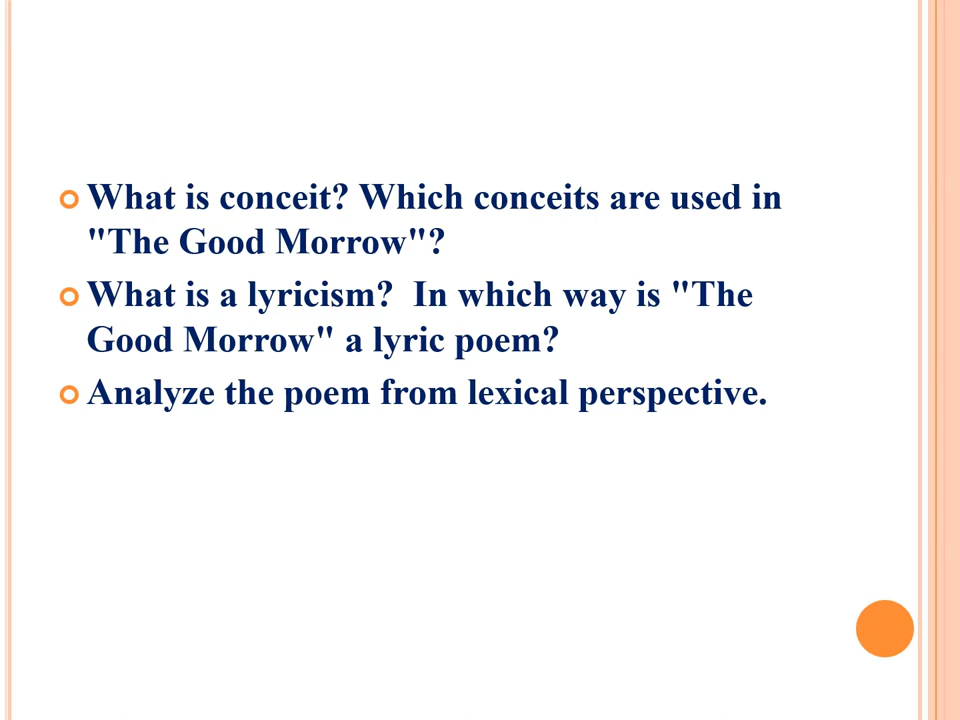 What is conceit? Which conceits are used in
"The Good Morrow"?
What is a lyricism?  In which way is "The
Good Morrow" a lyric poem?
Analyze the poem from lexical perspective.